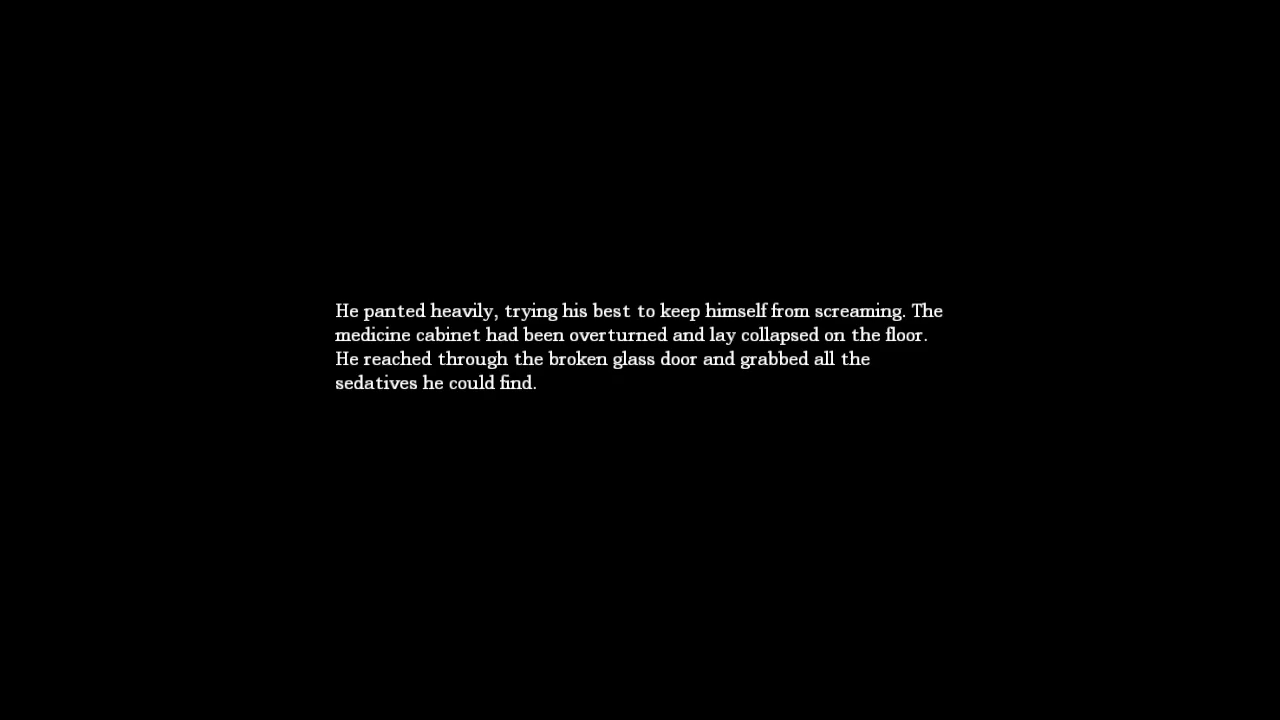 He panted heavily, trying his best to keep himself from screaming. The
medicine cabinet had been overturned and lay collapsed on the floor.
He reached through the broken glass door and grabbed all the
sedatives he could find.